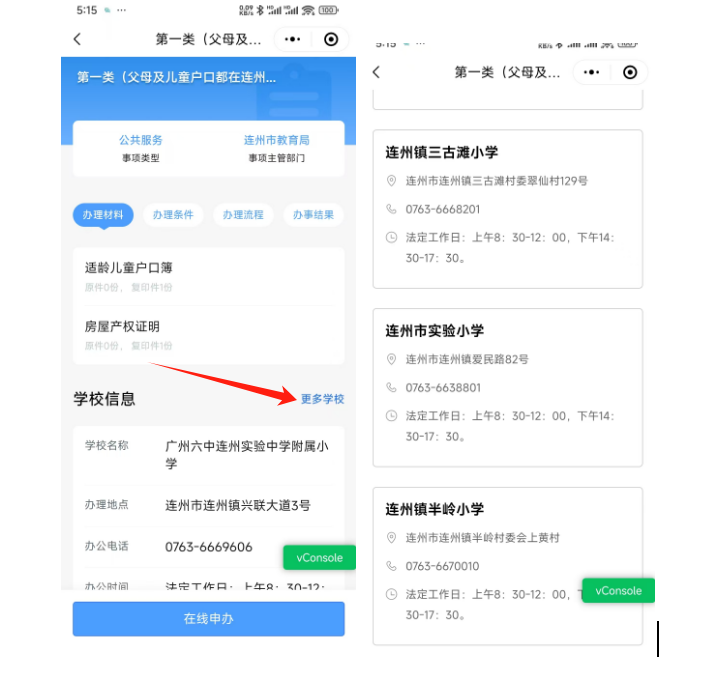 5:15
第一类（父母及...
第一类（父母及儿童户口都在连州...
公共服务 连州市教育局
事项类型 事项主管部门
办理材料 办理条件 办理流程 办事结果
适龄儿童户口簿
原件0份， 复印件1份
房屋产权证明
原件0份， 复印件1份
学校信息 更多学校
学校名称 广州六中连州实验中学附属小
学
办理地点 连州市连州镇兴联大道3号
办公电话 0763-6669606
vConsole
办公时间 法定工作日：上午8：30-12：
在线申办
第一类（父母及...
连州镇三古滩小学
连州市连州镇三古滩村委翠仙村129号
0763-6668201
法定工作日：上午8：30-12：00，下午14：
30-17：30。
连州市实验小学
连州市连州镇爱民路82号
0763-6638801
法定工作日：上午8：30-12：00，下午14：
30-17：30。
连州镇半岭小学
连州市连州镇半岭村委会上黄村
0763-6670010
法定工作日：上午8：30-12：00，
vConsole
30-17：30。